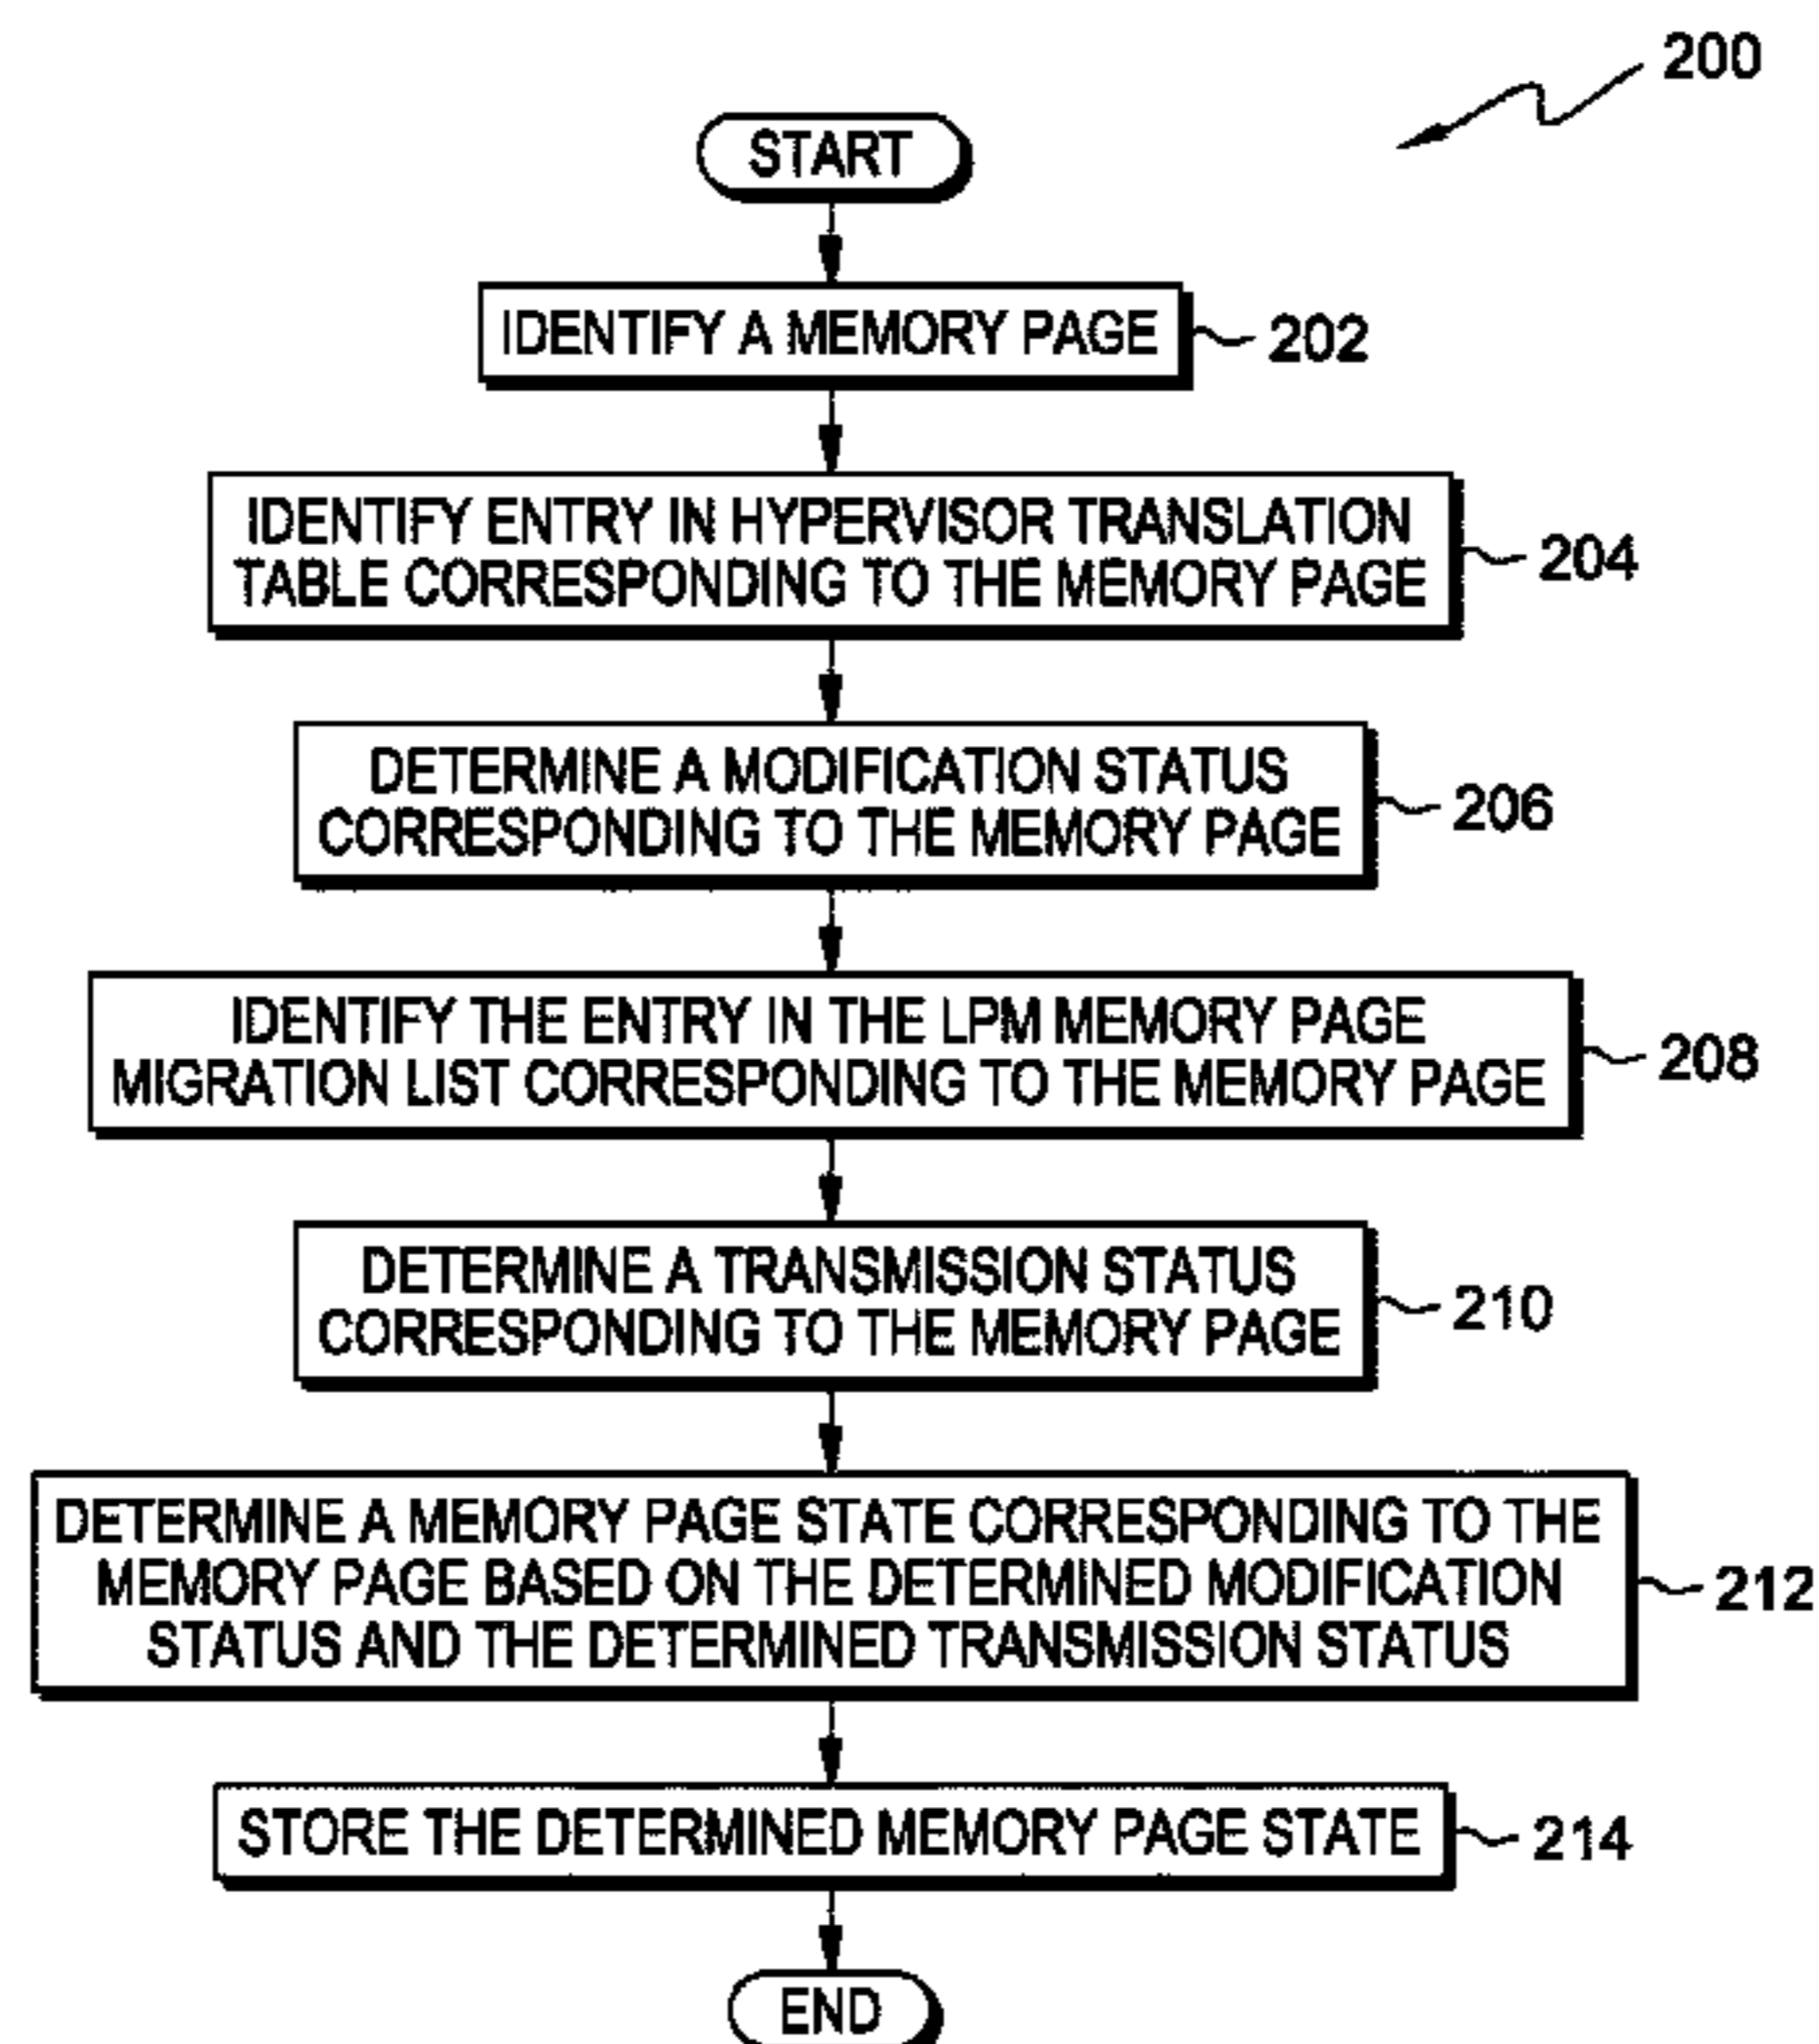 200
START
IDENTIFY A MEMORY PAGE
202
IDENTIFY ENTRY IN HYPERVISOR TRANSLATION
TABLE CORRESPONDING TO THE MEMORY PAGE
204
DETERMINE A MODIFICATION STATUS
CORRESPONDING TO THE MEMORY PAGE
206
IDENTIFY THE ENTRY IN THE LPM MEMORY PAGE
MIGRATION LIST CORRESPONDING TO THE MEMORY PAGE
208
DETERMINE A TRANSMISSION STATUS
CORRESPONDING TO THE MEMORY PAGE
210
DETERMINE A MEMORY PAGE STATE CORRESPONDING TO THE
MEMORY PAGE BASED ON THE DETERMINED MODIFICATION
STATUS AND THE DETERMINED TRANSMISSION STATUS
212
STORE THE DETERMINED MEMORY PAGE STATE
214
END